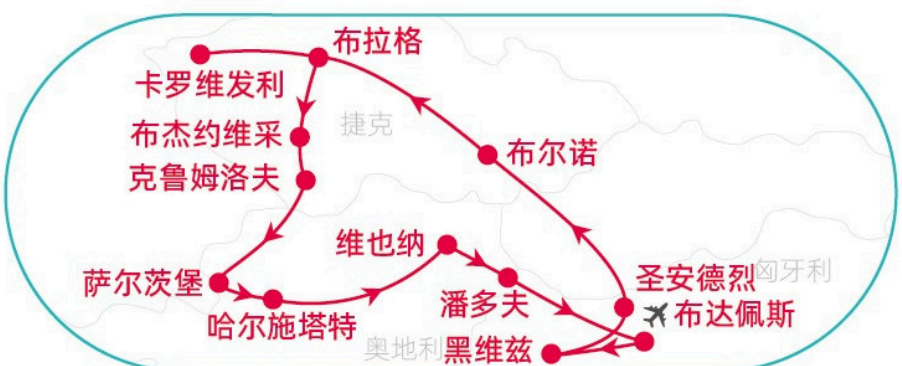 布拉格
卡罗维发利
布杰约维采
捷克
布尔诺
克鲁姆洛夫
维也纳
圣安德烈
匈牙利
萨尔茨堡
潘多夫
布达佩斯
哈尔施塔特
奥地利
黑维兹